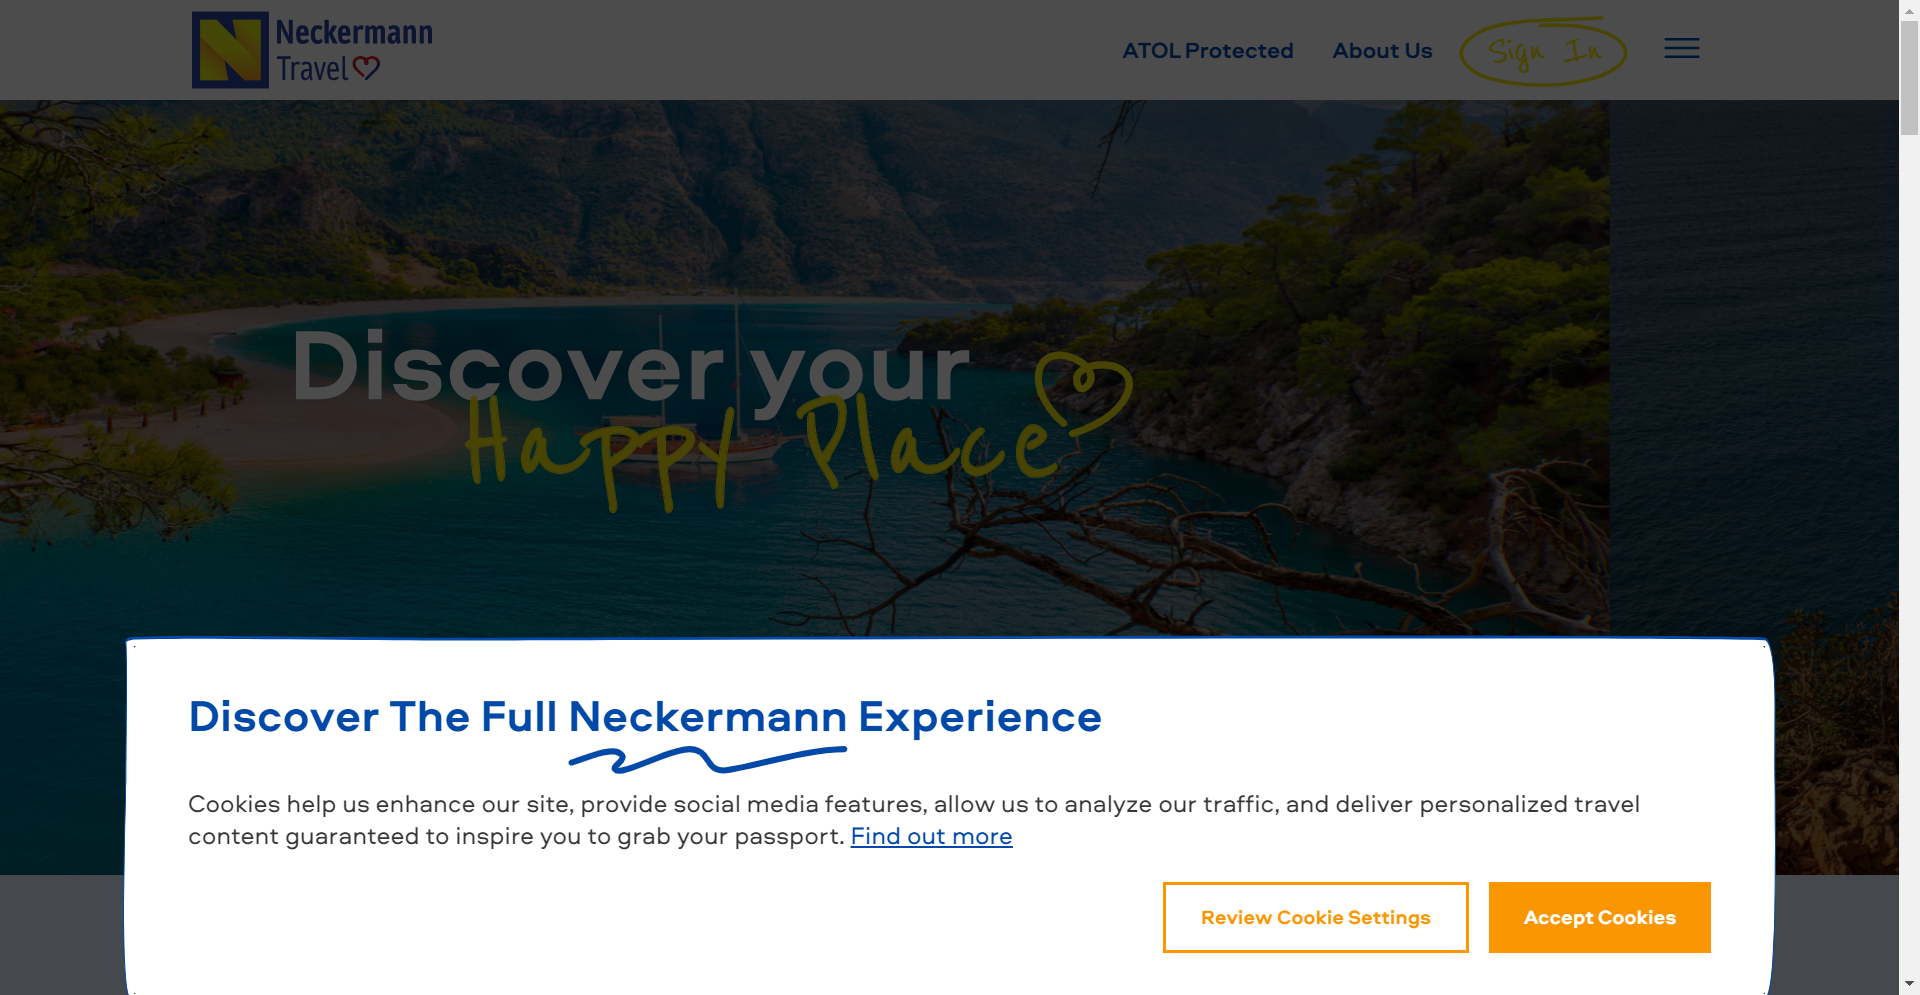 Neckermann
Travel
ATOL Protected
About Us
Sign In
Discover your
Happy Place
Discover The Full Neckermann Experience
Cookies help us enhance our site, provide social media features, allow us to analyze our traffic, and deliver personalized travel
content guaranteed to inspire you to grab your passport. Find out more
Review Cookie Settings
Accept Cookies